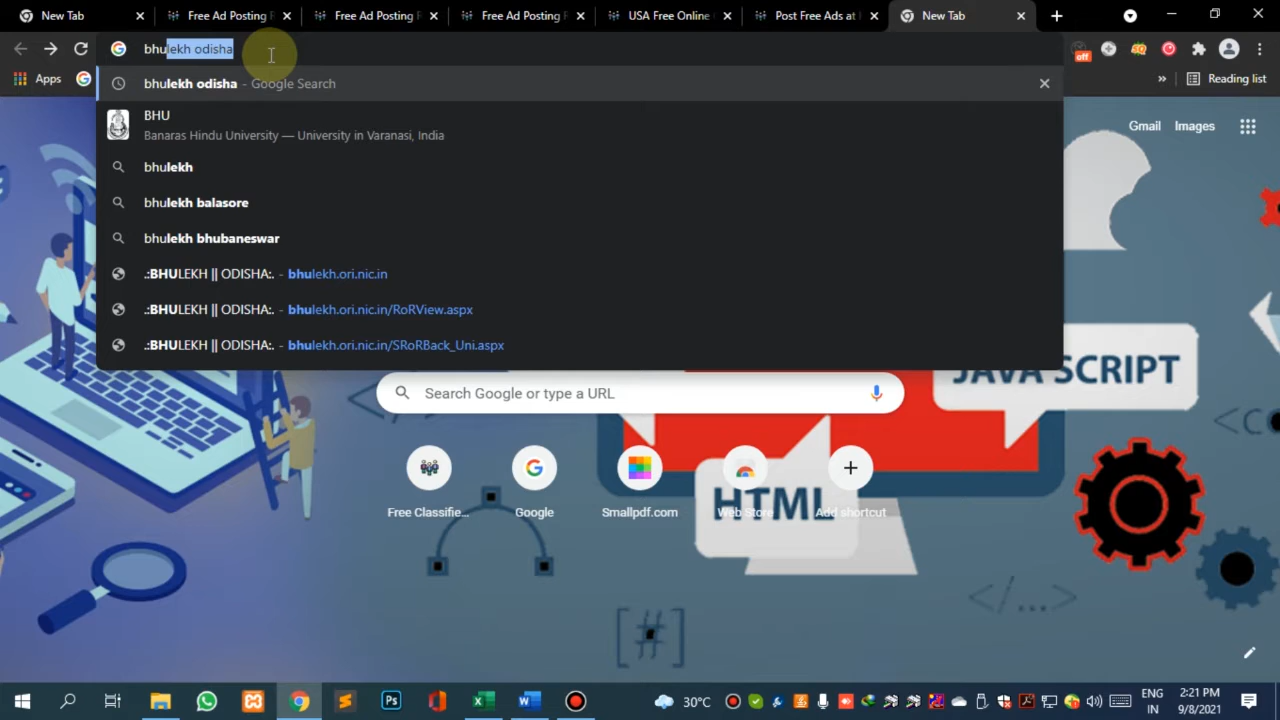 New Tab
Free Ad Posting
Free Ad Posting
Free Ad Posting
USA Free Online
Post Free Ads at
New Tab
bhulekh odisha
off
Apps
»
Reading list
bhulekh odisha - Google Search
BHU
Banaras Hindu University — University in Varanasi, India
bhulekh
bhulekh balasore
bhulekh bhubaneswar
.:BHULEKH || ODISHA:. - bhulekh.ori.nic.in
.:BHULEKH || ODISHA:. - bhulekh.ori.nic.in/RoRView.aspx
.:BHULEKH || ODISHA:. - bhulekh.ori.nic.in/SRoRBack_Uni.aspx
Gmail
Images
Search Google or type a URL
JAVA SCRIPT
HTML
</...>
[#]
Free Classifie...
Google
Smallpdf.com
Web Store
Add shortcut
Ps
30°C
ENG
IN
2:21 PM
9/8/2021